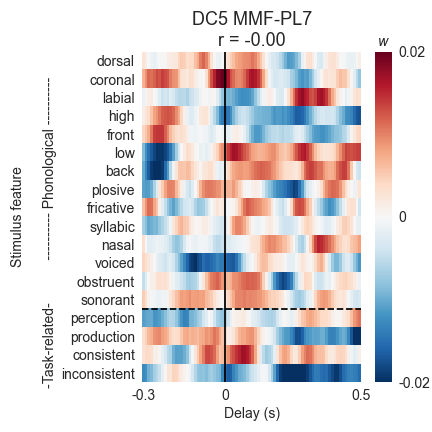 DC5 MMF-PL7
r = -0.00
w
dorsal
coronal
labial
high
front
low
back
plosive
fricative
syllabic
nasal
voiced
obstruent
sonorant
perception
production
consistent
inconsistent
Stimulus feature
---------- Phonological ----------
-Task-related-
0.02
0
-0.02
-0.3
0
0.5
Delay (s)